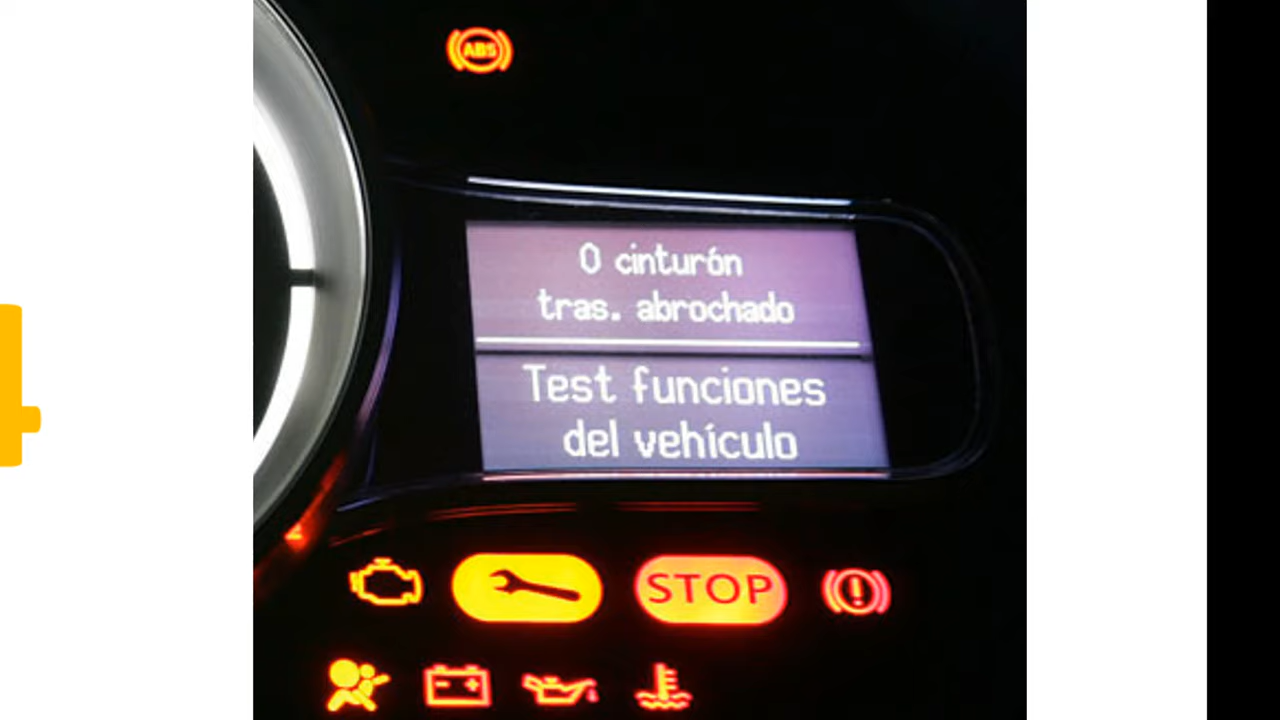 ABS
0 cinturón
tras. abrochado
Test funciones
del vehículo
STOP